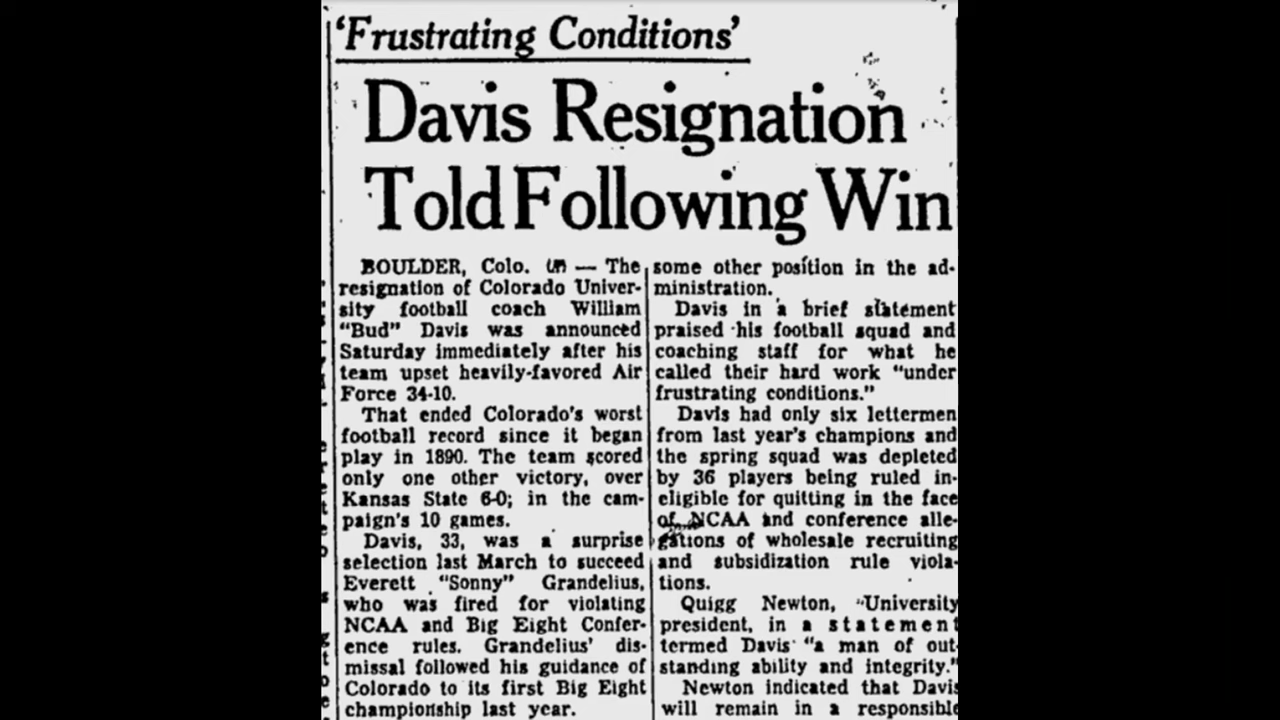 'Frustrating Conditions'
Davis Resignation
Told Following Win
BOULDER, Colo. — The
resignation of Colorado Univer-
sity football coach William
"Bud" Davis was announced
Saturday immediately after his
team upset heavily-favored Air
Force 34-10.
That ended Colorado's worst
football record since it began
play in 1890. The team scored
only one other victory, over
Kansas State 6-0; in the cam-
paign's 10 games.
Davis, 33, was a surprise
selection last March to succeed
Everett "Sonny" Grandelius,
who was fired for violating
NCAA and Big Eight Confer-
ence rules. Grandelius' dis-
missal followed his guidance of
Colorado to its first Big Eight
championship last year.
some other position in the ad-
ministration.
Davis in a brief statement
praised his football squad and
coaching staff for what he
called their hard work "under
frustrating conditions."
Davis had only six lettermen
from last year's champions and
the spring squad was depleted
by 36 players being ruled in-
eligible for quitting in the face
of NCAA and conference alle-
gations of wholesale recruiting
and subsidization rule viola-
tions.
Quigg Newton, "University
president, in a statement
termed Davis "a man of out-
standing ability and integrity."
Newton indicated that Davis
will remain in a responsible